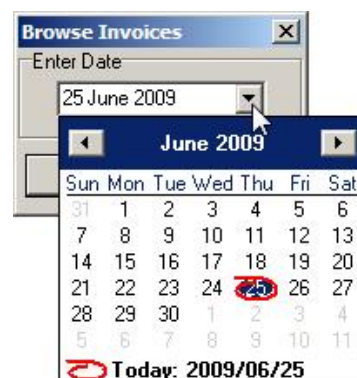 Browse Invoices
Enter Date
25 June 2009
June 2009
Sun Mon Tue Wed Thu Fri Sat
31 1 2 3 4 5 6
7 8 9 10 11 12 13
14 15 16 17 18 19 20
21 22 23 24 25 26 27
28 29 30 1 2 3 4
5 6 7 8 9 10 11
Today: 2009/06/25